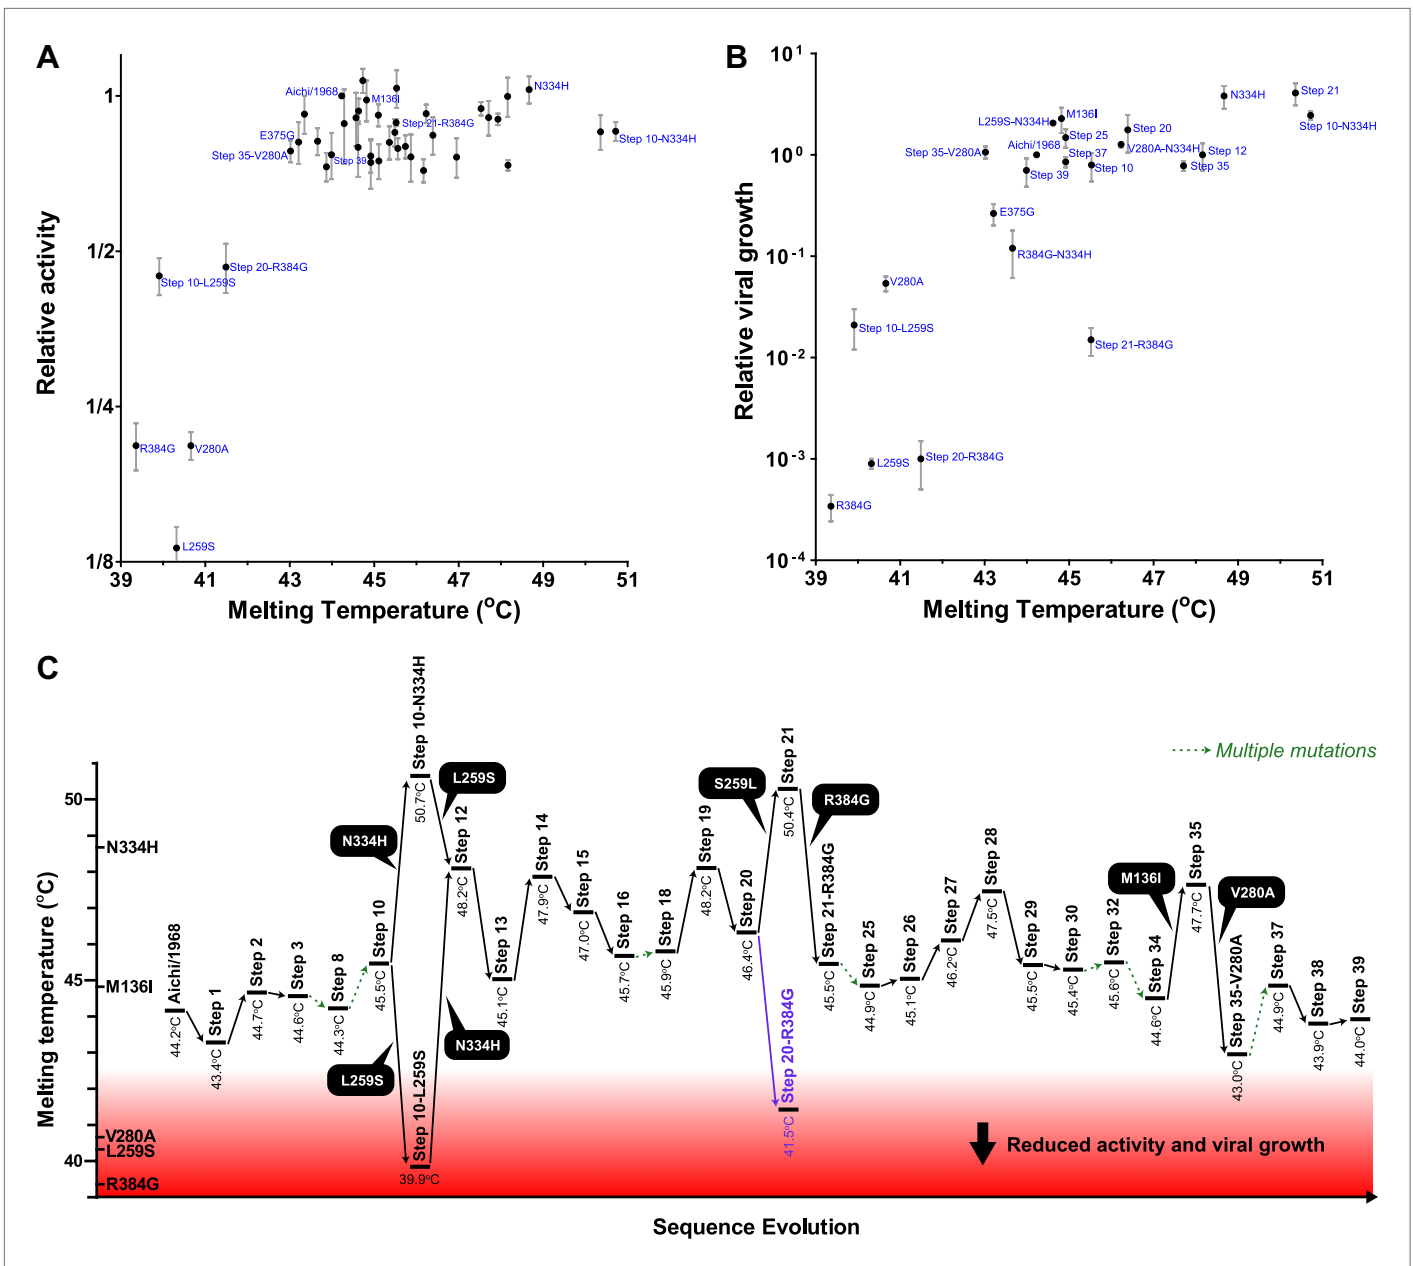 A
Relative activity
1
1/2
1/4
1/8
39
41
43
45
47
49
51
Melting Temperature (°C)
Aichi/1968
M136I
N334H
E375G
Step 21-R384G
Step 35-V280A
Step 39
Step 10-N334H
Step 20-R384G
Step 10-L259S
R384G
V280A
L259S
B
Relative viral growth
10¹
10⁰
10⁻¹
10⁻²
10⁻³
10⁻⁴
39
41
43
45
47
49
51
Melting Temperature (°C)
N334H
Step 21
M136I
L259S-N334H
Step 10-N334H
Step 25
Step 20
Aichi/1968
V280A-N334H
Step 35-V280A
Step 37
Step 12
Step 39
Step 10
Step 35
E375G
R384G-N334H
V280A
Step 10-L259S
Step 21-R384G
L259S
Step 20-R384G
R384G
C
Melting temperature (°C)
50
45
40
N334H
M136I
V280A
L259S
R384G
Multiple mutations
Aichi/1968
44.2°C
Step 1
43.4°C
Step 2
44.7°C
Step 3
44.6°C
Step 8
44.3°C
Step 10
45.5°C
N334H
L259S
Step 10-N334H
50.7°C
Step 10-L259S
39.9°C
L259S
N334H
Step 12
48.2°C
Step 13
45.1°C
Step 14
47.9°C
Step 15
47.0°C
Step 16
45.7°C
Step 18
45.9°C
Step 19
48.2°C
Step 20
46.4°C
S259L
Step 21
50.4°C
Step 20-R384G
41.5°C
R384G
Step 21-R384G
45.5°C
Step 25
44.9°C
Step 26
45.1°C
Step 27
46.2°C
Step 28
47.5°C
Step 29
45.5°C
Step 30
45.4°C
Step 32
45.6°C
Step 34
44.6°C
M136I
Step 35
47.7°C
V280A
Step 35-V280A
43.0°C
Step 37
44.9°C
Step 38
43.9°C
Step 39
44.0°C
Reduced activity and viral growth
Sequence Evolution